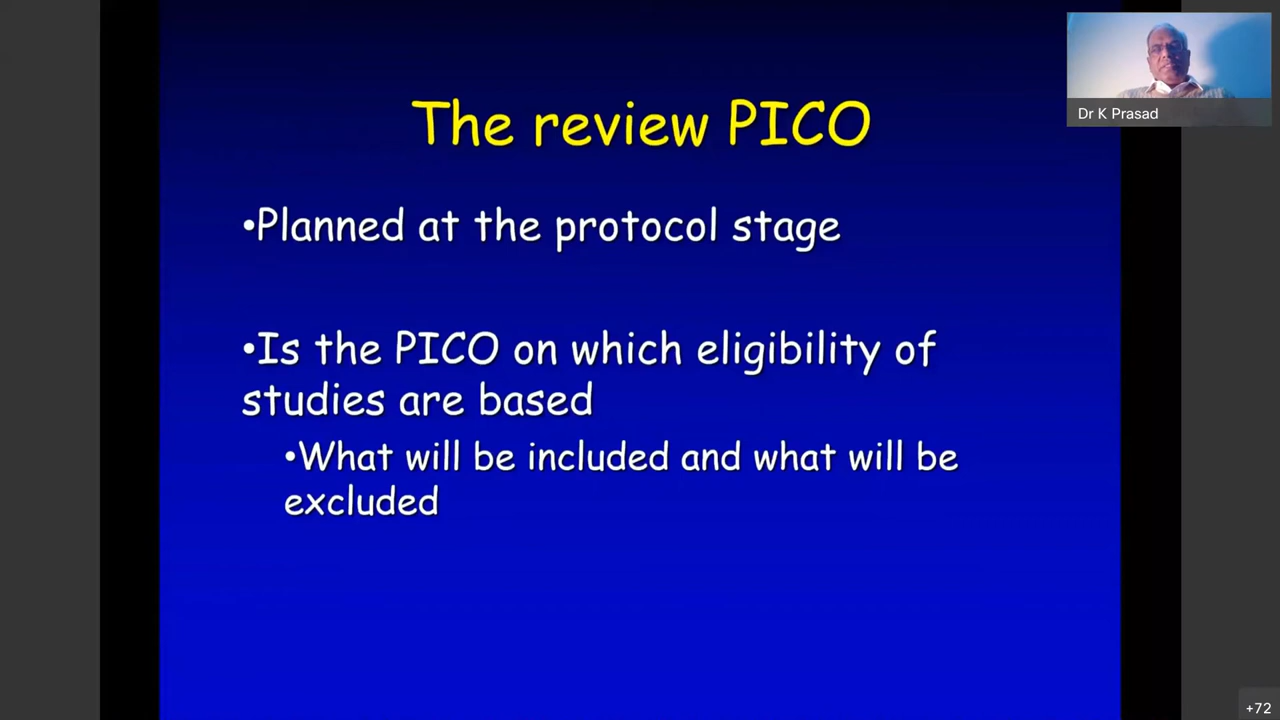 The review PICO
•Planned at the protocol stage
•Is the PICO on which eligibility of
studies are based
•What will be included and what will be
excluded
Dr K Prasad
+72